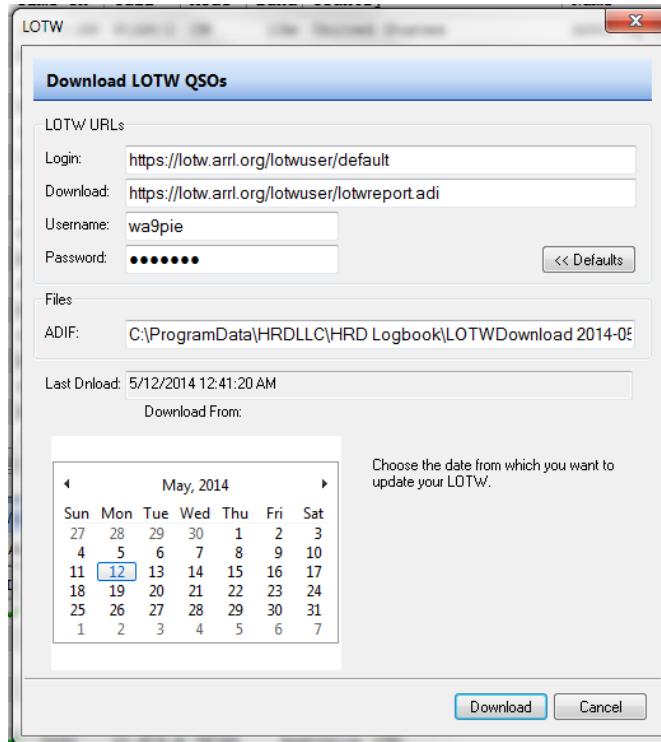 LOTW
Download LOTW QSOs
LOTW URLs
Login: https://lotw.arrl.org/lotwuser/default
Download: https://lotw.arrl.org/lotwuser/lotwreport.adi
Username: wa9pie
Password: ●●●●●●●
<< Defaults
Files
ADIF: C:\ProgramData\HRDLLC\HRD Logbook\LOTWDownload 2014-05
Last Dnload: 5/12/2014 12:41:20 AM
Download From:
Choose the date from which you want to
update your LOTW.
May, 2014
Sun Mon Tue Wed Thu Fri Sat
27 28 29 30 1 2 3
4 5 6 7 8 9 10
11 12 13 14 15 16 17
18 19 20 21 22 23 24
25 26 27 28 29 30 31
1 2 3 4 5 6 7
Download Cancel